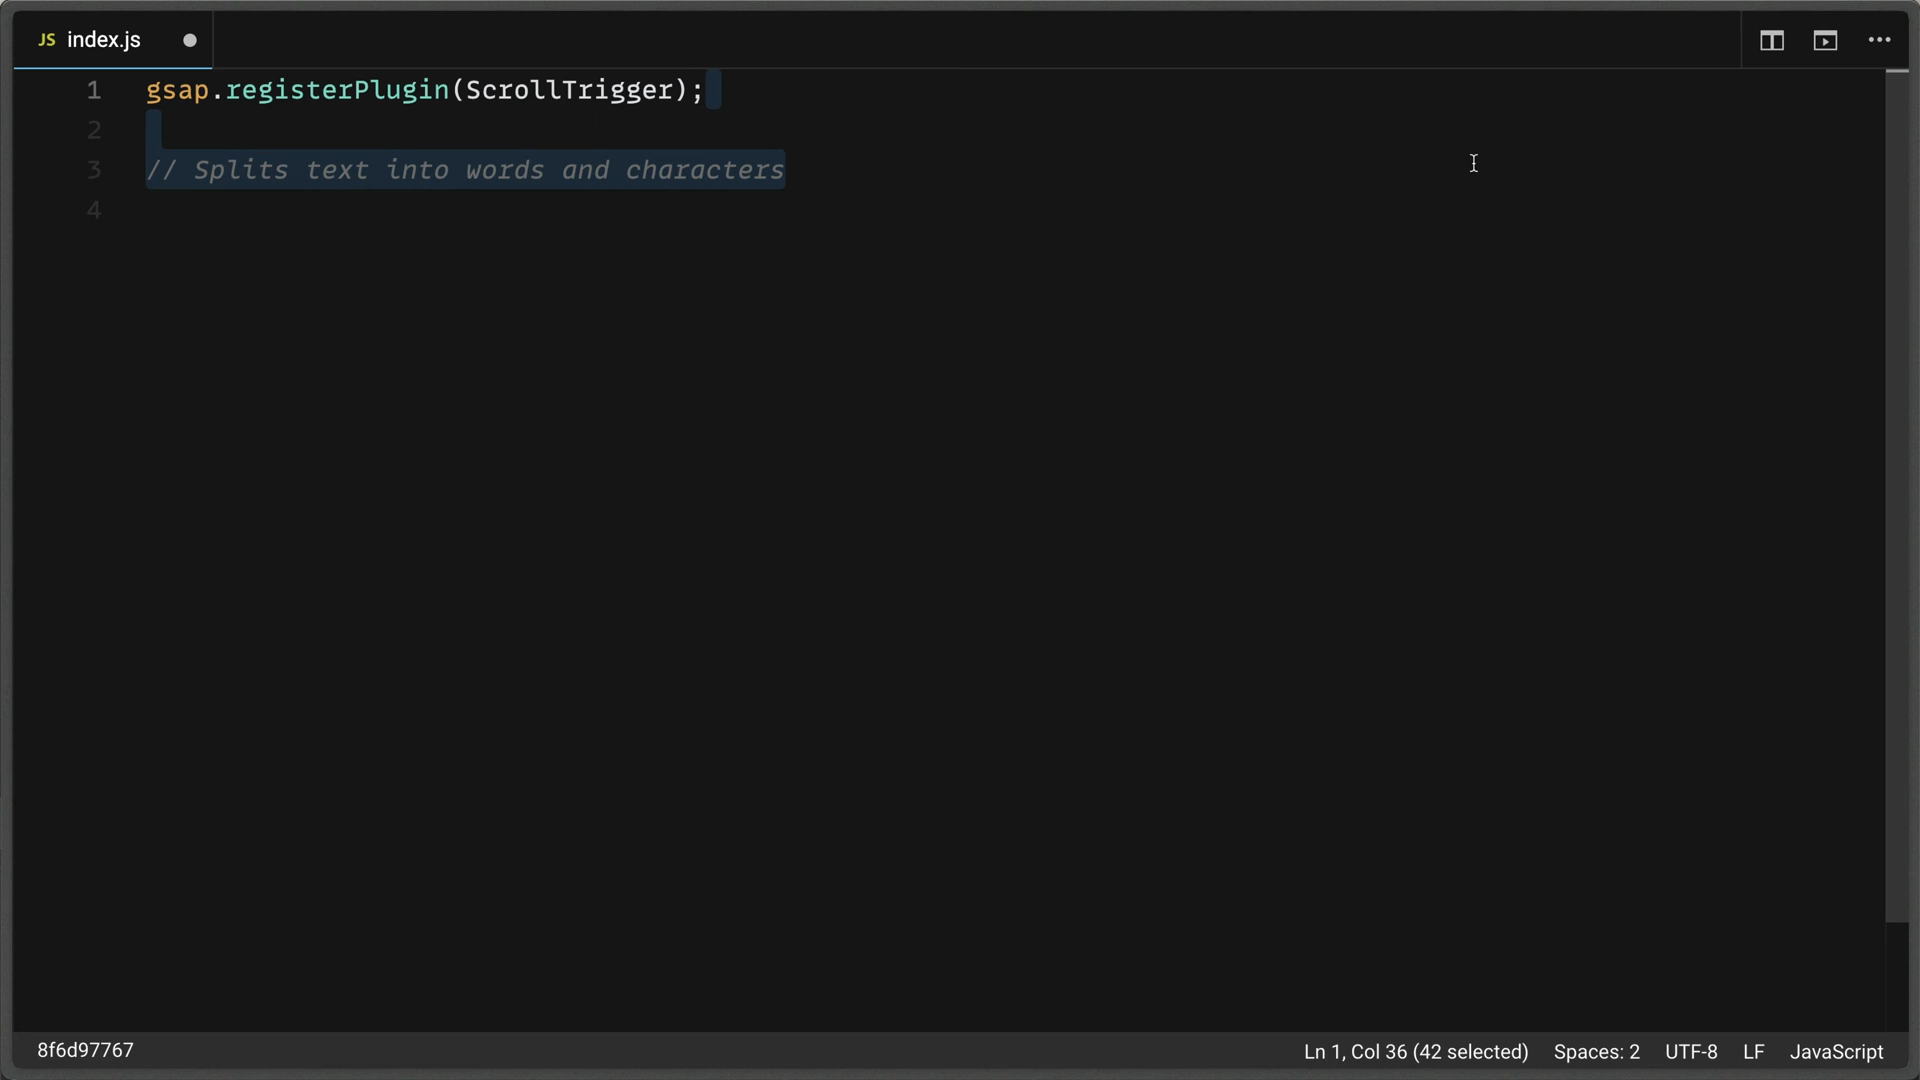 JS index.js
1 gsap.registerPlugin(ScrollTrigger);
2
3 // Splits text into words and characters
4
8f6d97767 Ln 1, Col 36 (42 selected) Spaces: 2 UTF-8 LF JavaScript